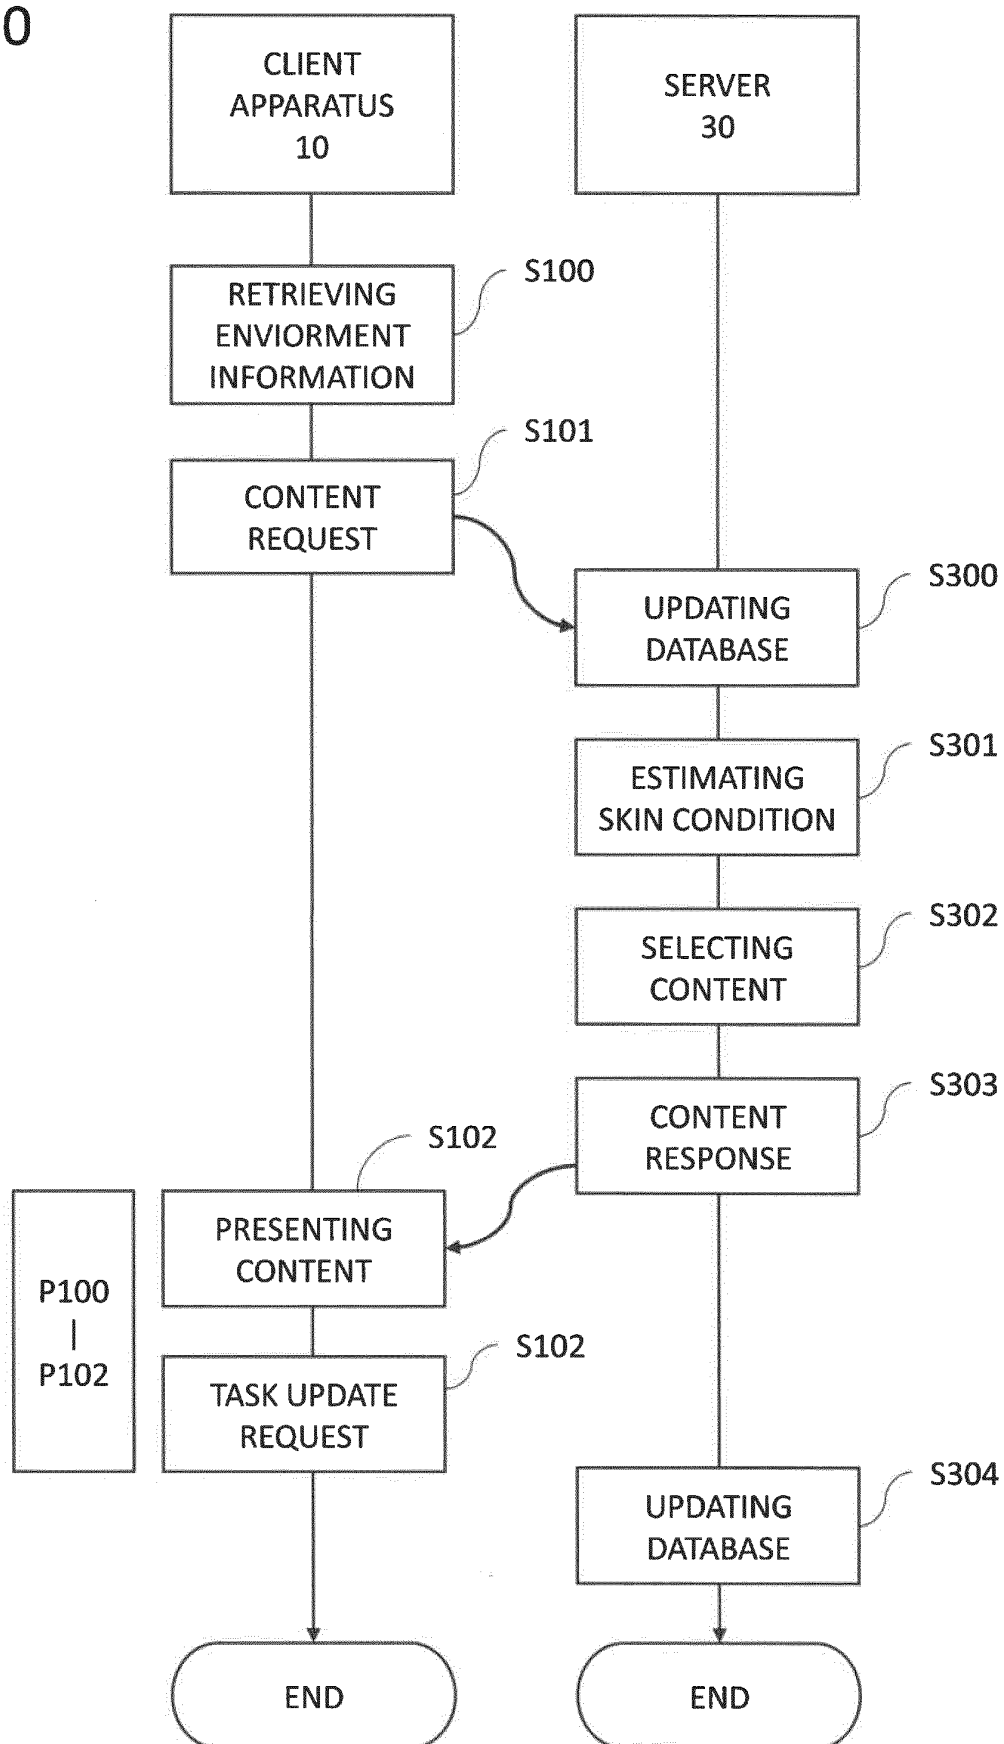 0
CLIENT
APPARATUS
10
SERVER
30
S100
RETRIEVING
ENVIORMENT
INFORMATION
S101
CONTENT
REQUEST
S300
UPDATING
DATABASE
S301
ESTIMATING
SKIN CONDITION
S302
SELECTING
CONTENT
S303
CONTENT
RESPONSE
S102
PRESENTING
CONTENT
P100
|
P102
S102
TASK UPDATE
REQUEST
S304
UPDATING
DATABASE
END
END